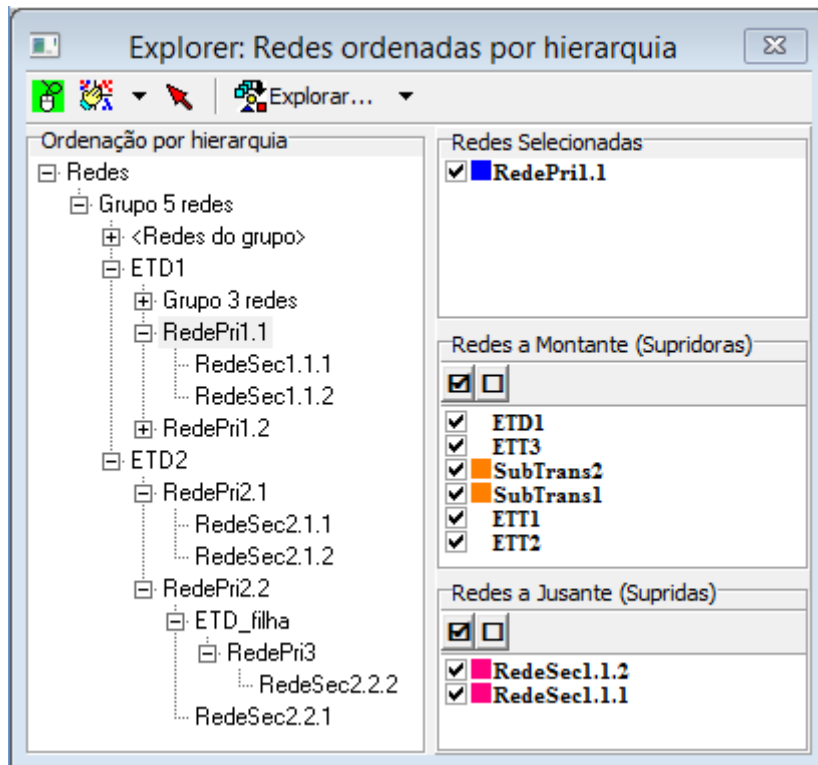 Explorer: Redes ordenadas por hierarquia
Explorar...
Ordenação por hierarquia
Redes
Grupo 5 redes
<Redes do grupo>
ETD1
Grupo 3 redes
RedePri1.1
RedeSec1.1.1
RedeSec1.1.2
RedePri1.2
ETD2
RedePri2.1
RedeSec2.1.1
RedeSec2.1.2
RedePri2.2
ETD_filha
RedePri3
RedeSec2.2.2
RedeSec2.2.1
Redes Selecionadas
RedePri1.1
Redes a Montante (Supridoras)
ETD1
ETT3
SubTrans2
SubTrans1
ETT1
ETT2
Redes a Jusante (Supridas)
RedeSec1.1.2
RedeSec1.1.1